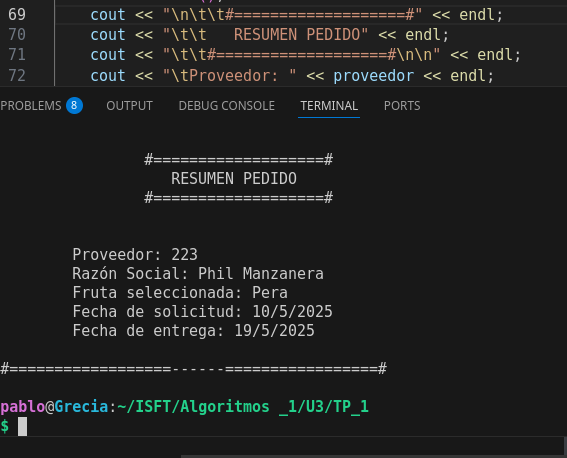 69 cout << "\n\t\t#===================#" << endl;
70 cout << "\t\t   RESUMEN PEDIDO" << endl;
71 cout << "\t\t#===================#\n\n" << endl;
72 cout << "\tProveedor: " << proveedor << endl;
PROBLEMS 8 OUTPUT DEBUG CONSOLE TERMINAL PORTS
#===================#
RESUMEN PEDIDO
#===================#
Proveedor: 223
Razón Social: Phil Manzanera
Fruta seleccionada: Pera
Fecha de solicitud: 10/5/2025
Fecha de entrega: 19/5/2025
#==================------=================#
pablo@Grecia:~/ISFT/Algoritmos _1/U3/TP_1
$